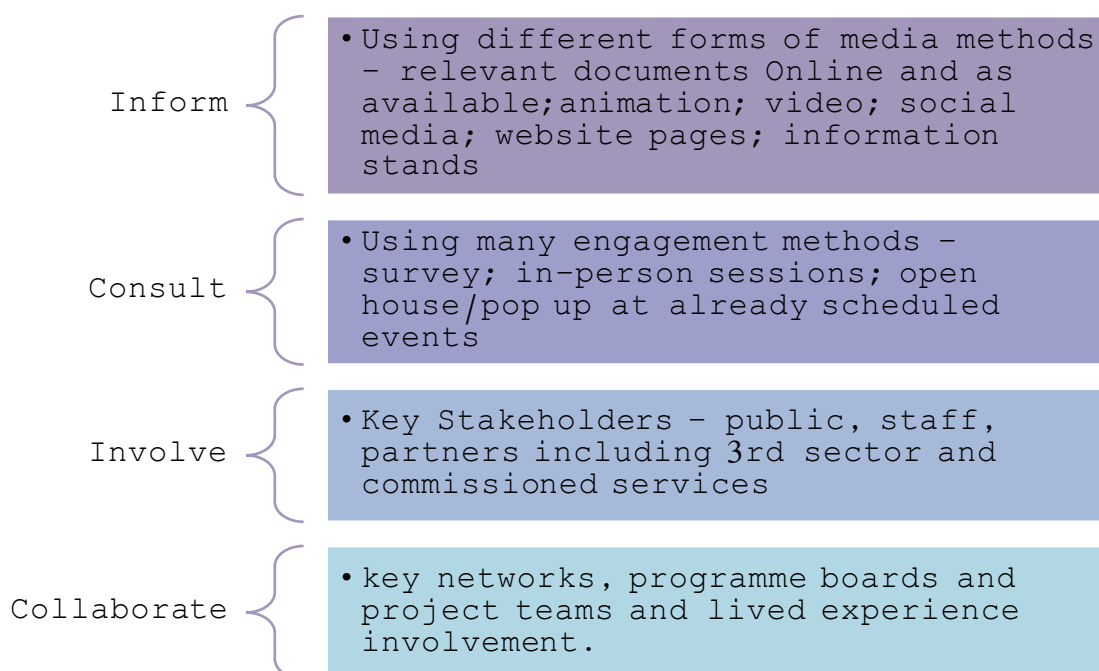 Inform
• Using different forms of media methods
– relevant documents Online and as
available;animation; video; social
media; website pages; information
stands
Consult
• Using many engagement methods –
survey; in-person sessions; open
house/pop up at already scheduled
events
Involve
• Key Stakeholders – public, staff,
partners including 3rd sector and
commissioned services
Collaborate
• key networks, programme boards and
project teams and lived experience
involvement.